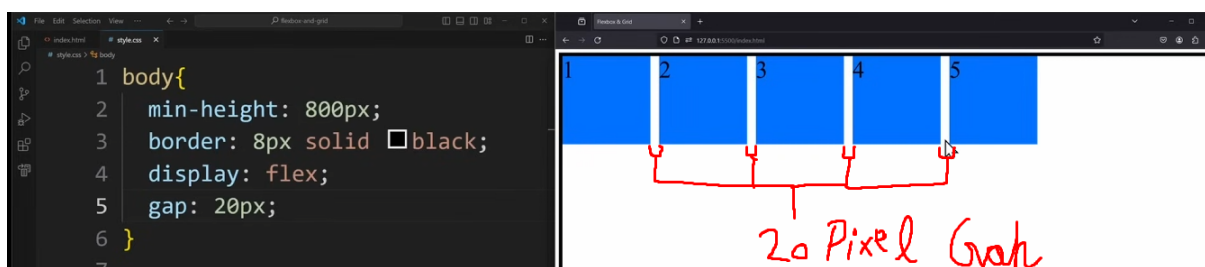 File Edit Selection View ··· flexbox-and-grid
index.html # style.css
# style.css > body
1 body{
2 min-height: 800px;
3 border: 8px solid black;
4 display: flex;
5 gap: 20px;
6 }
7
Flexbox & Grid
127.0.0.1:5500/index.html
1 2 3 4 5
20 Pixel Gap